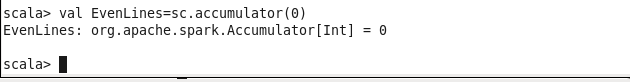 scala> val EvenLines=sc.accumulator(0)
EvenLines: org.apache.spark.Accumulator[Int] = 0
scala>